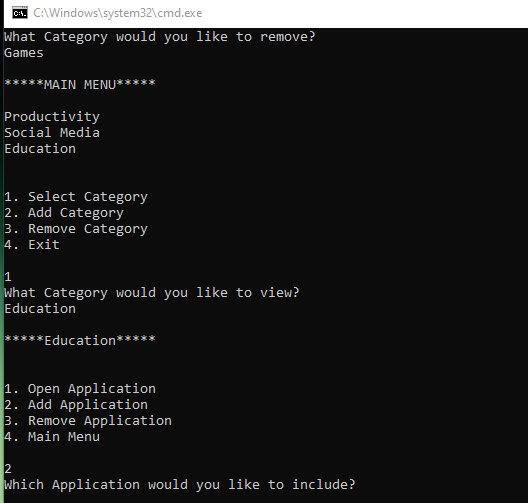 C:\Windows\system32\cmd.exe
What Category would you like to remove?
Games
*****MAIN MENU*****
Productivity
Social Media
Education
1. Select Category
2. Add Category
3. Remove Category
4. Exit
1
What Category would you like to view?
Education
*****Education*****
1. Open Application
2. Add Application
3. Remove Application
4. Main Menu
2
Which Application would you like to include?